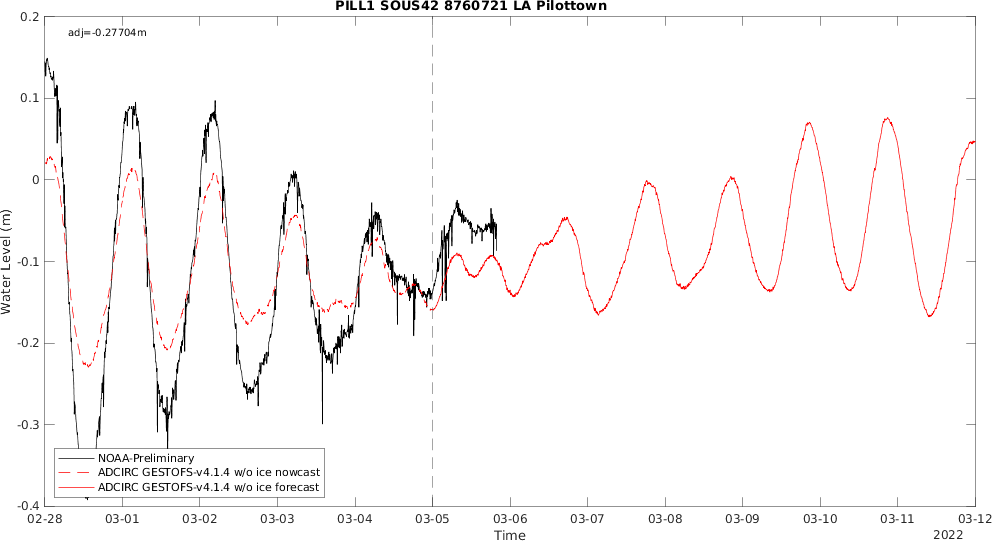 PILL1 SOUS42 8760721 LA Pilottown
adj=-0.27704m
0.2
0.1
0
-0.1
-0.2
-0.3
-0.4
Water Level (m)
NOAA-Preliminary
ADCIRC GESTOFS-v4.1.4 w/o ice nowcast
ADCIRC GESTOFS-v4.1.4 w/o ice forecast
02-28 03-01 03-02 03-03 03-04 03-05 03-06 03-07 03-08 03-09 03-10 03-11 03-12
Time
2022